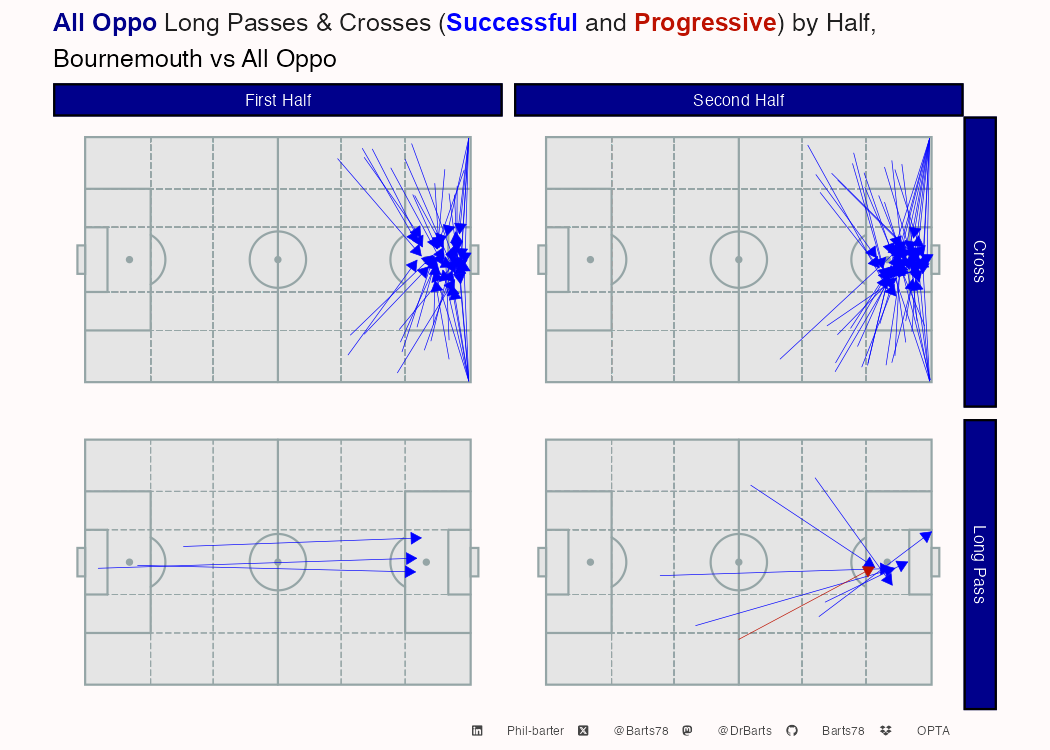 All Oppo Long Passes & Crosses (Successful and Progressive) by Half,
Bournemouth vs All Oppo
First Half
Second Half
Cross
Long Pass
Phil-barter @Barts78 @DrBarts Barts78 OPTA